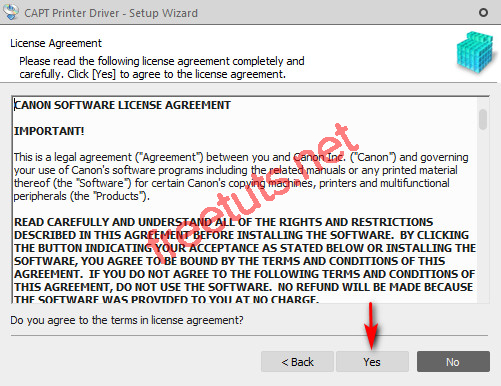 CAPT Printer Driver - Setup Wizard
License Agreement
Please read the following license agreement completely and
carefully. Click [Yes] to agree to the license agreement.
CANON SOFTWARE LICENSE AGREEMENT
IMPORTANT!
This is a legal agreement ("Agreement") between you and Canon Inc. ("Canon") and governing
your use of Canon's software programs including the related manuals or any printed material
thereof (the "Software") for certain Canon's copying machines, printers and multifunctional
peripherals (the "Products").
READ CAREFULLY AND UNDERSTAND ALL OF THE RIGHTS AND RESTRICTIONS
DESCRIBED IN THIS AGREEMENT BEFORE INSTALLING THE SOFTWARE.  BY CLICKING
THE BUTTON INDICATING YOUR ACCEPTANCE AS STATED BELOW OR INSTALLING THE
SOFTWARE, YOU AGREE TO BE BOUND BY THE TERMS AND CONDITIONS OF THIS
AGREEMENT.  IF YOU DO NOT AGREE TO THE FOLLOWING TERMS AND CONDITIONS OF
THIS AGREEMENT, DO NOT USE THE SOFTWARE.  NO REFUND WILL BE MADE BECAUSE
THE SOFTWARE WAS PROVIDED TO YOU AT NO CHARGE.
freetuts.net
Do you agree to the terms in license agreement?
< Back
Yes
No